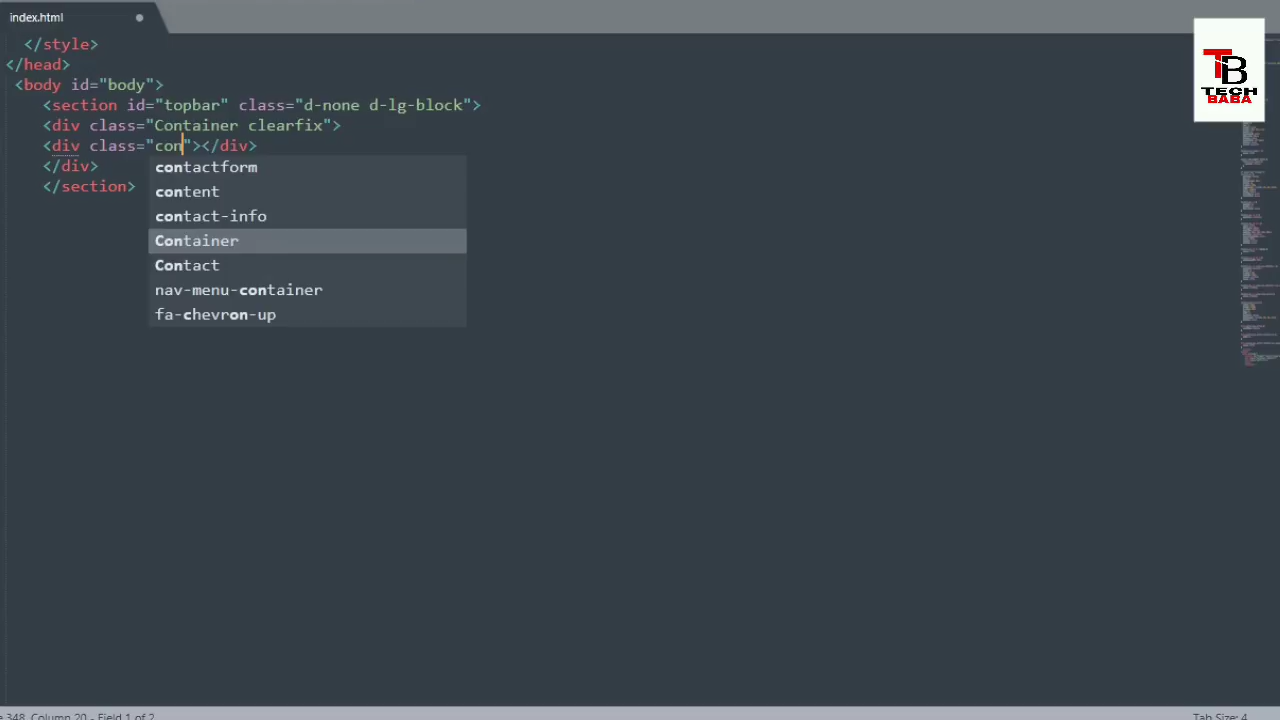 index.html
</style>
</head>
<body id="body">
<section id="topbar" class="d-none d-lg-block">
<div class="Container clearfix">
<div class="con"></div>
</div>
</section>
contactform
content
contact-info
Container
Contact
nav-menu-container
fa-chevron-up
TB
TECH
BABA
348, Column 20 - Field 1 of 2
Tab Size: 4